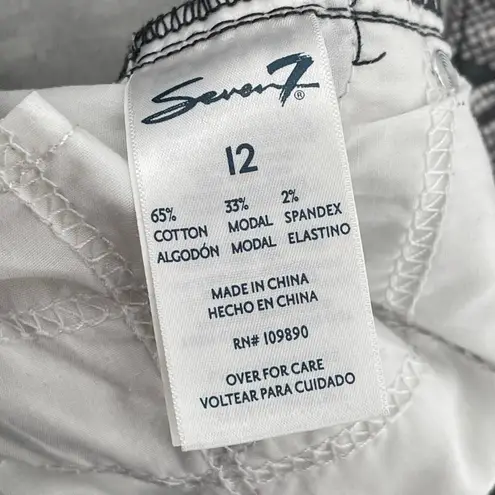 Seven7®
12
65% 33% 2%
COTTON MODAL SPANDEX
ALGODÓN MODAL ELASTINO
MADE IN CHINA
HECHO EN CHINA
RN# 109890
OVER FOR CARE
VOLTEAR PARA CUIDADO